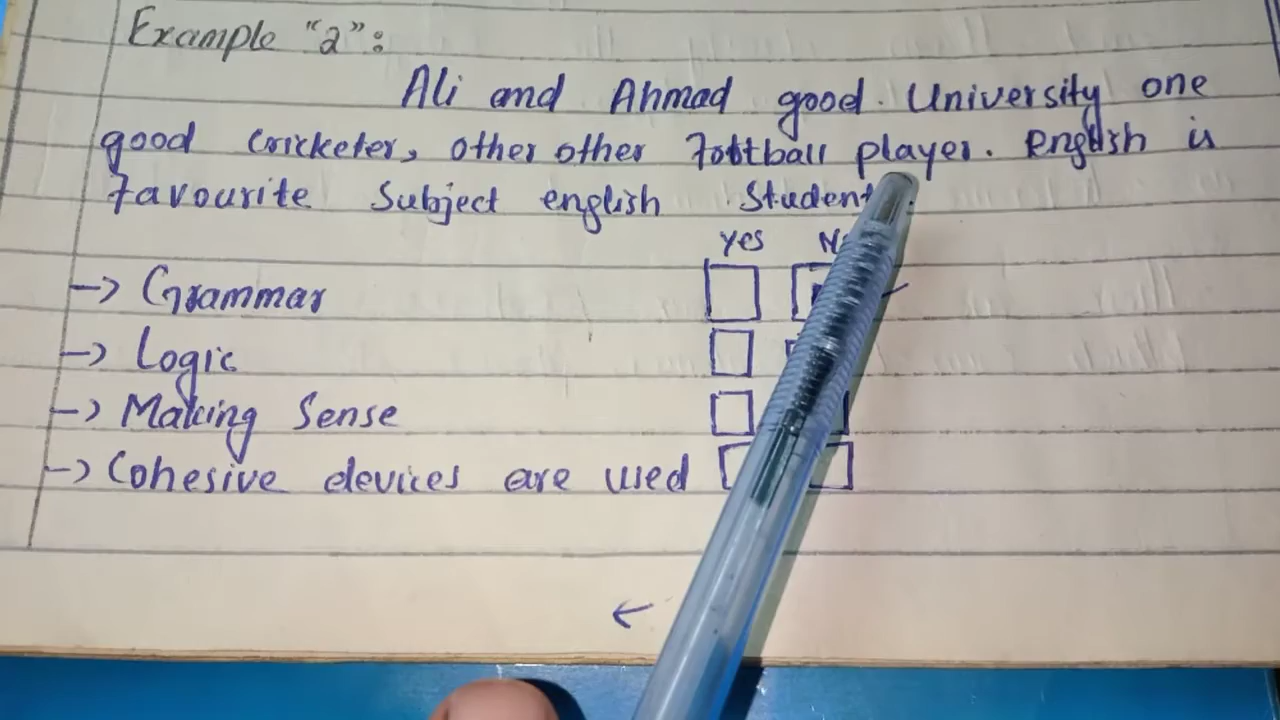 Example "2":
Ali and Ahmad good. University one
good cricketer, other other football player. English is
favourite subject english student
Yes No
→ Grammar
→ Logic
→ Making Sense
→ Cohesive devices are used
←